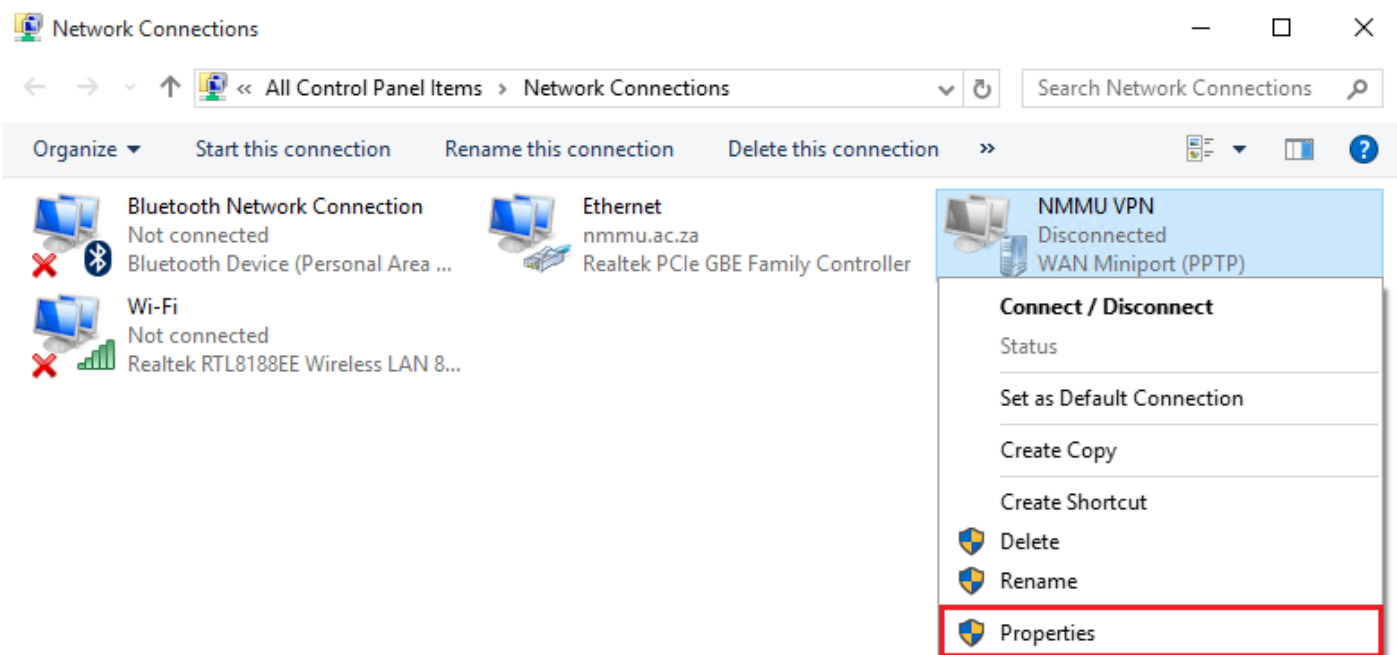 Network Connections
« All Control Panel Items > Network Connections
Search Network Connections
Organize Start this connection Rename this connection Delete this connection »
Bluetooth Network Connection
Not connected
Bluetooth Device (Personal Area ...
Ethernet
nmmu.ac.za
Realtek PCIe GBE Family Controller
NMMU VPN
Disconnected
WAN Miniport (PPTP)
Wi-Fi
Not connected
Realtek RTL8188EE Wireless LAN 8...
Connect / Disconnect
Status
Set as Default Connection
Create Copy
Create Shortcut
Delete
Rename
Properties